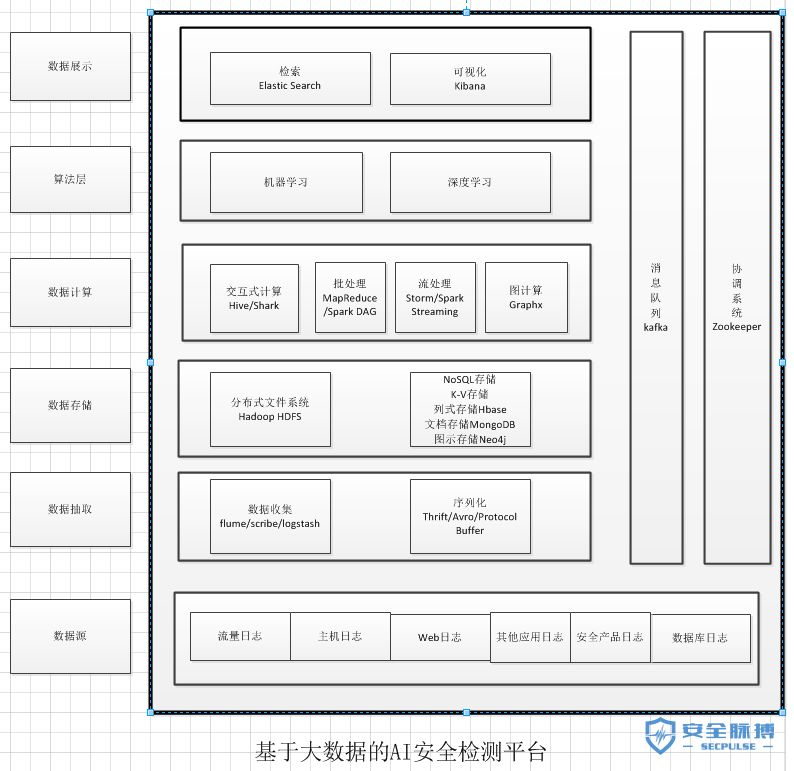 数据展示
检索
Elastic Search
可视化
Kibana
算法层
机器学习
深度学习
数据计算
交互式计算
Hive/Shark
批处理
MapReduce
/Spark DAG
流处理
Storm/Spark
Streaming
图计算
Graphx
消
息
队
列
kafka
协
调
系
统
Zookeeper
数据存储
分布式文件系统
Hadoop HDFS
NoSQL存储
K-V存储
列式存储Hbase
文档存储MongoDB
图示存储Neo4j
数据抽取
数据收集
flume/scribe/logstash
序列化
Thrift/Avro/Protocol
Buffer
数据源
流量日志
主机日志
Web日志
其他应用日志
安全产品日志
数据库日志
基于大数据的AI安全检测平台
安全脉搏
SECPULSE